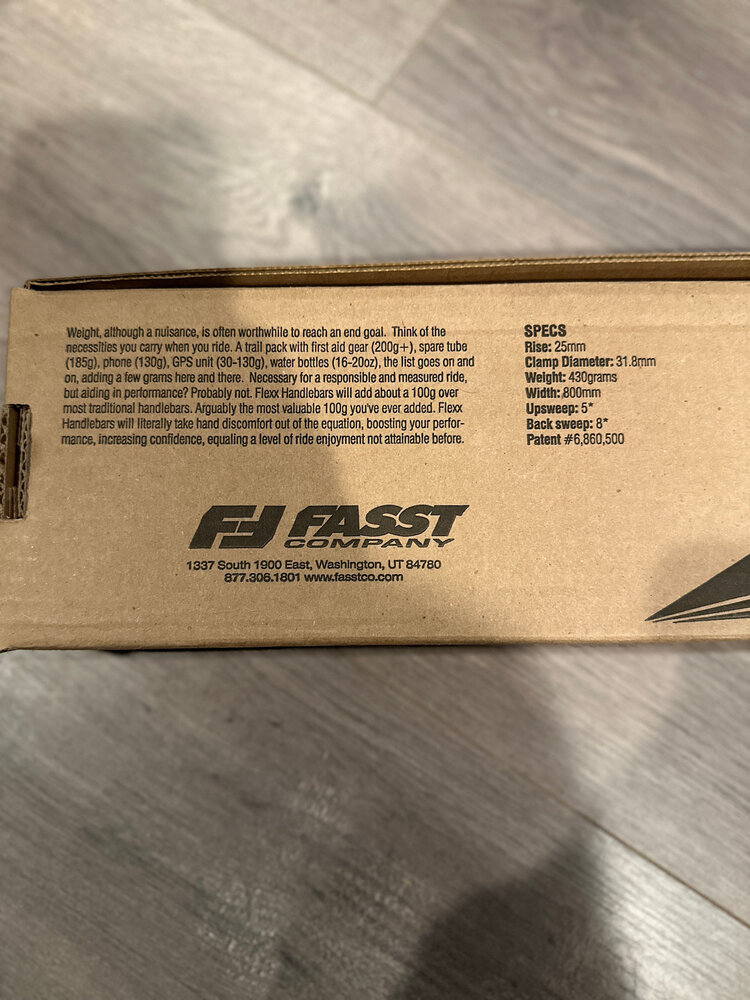 Weight, although a nuisance, is often worthwhile to reach an end goal. Think of the
necessities you carry when you ride. A trail pack with first aid gear (200g+), spare tube
(185g), phone (130g), GPS unit (30-130g), water bottles (16-20oz), the list goes on and
on, adding a few grams here and there. Necessary for a responsible and measured ride,
but aiding in performance? Probably not. Flexx Handlebars will add about a 100g over
most traditional handlebars. Arguably the most valuable 100g you've ever added. Flexx
Handlebars will literally take hand discomfort out of the equation, boosting your perfor-
mance, increasing confidence, equaling a level of ride enjoyment not attainable before.
SPECS
Rise: 25mm
Clamp Diameter: 31.8mm
Weight: 430grams
Width: 800mm
Upsweep: 5*
Back sweep: 8*
Patent #6,860,500
FASST
COMPANY
1337 South 1900 East, Washington, UT 84780
877.306.1801 www.fasstco.com